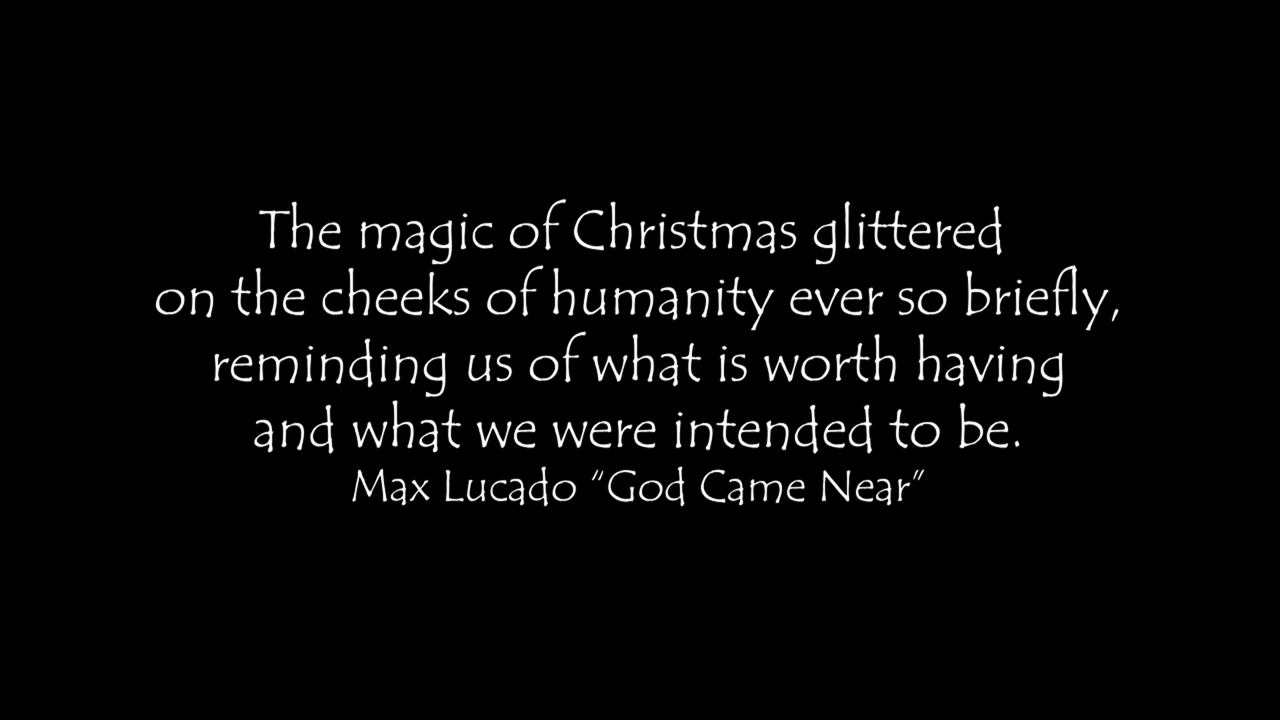 The magic of Christmas glittered
on the cheeks of humanity ever so briefly,
reminding us of what is worth having
and what we were intended to be.
Max Lucado “God Came Near”